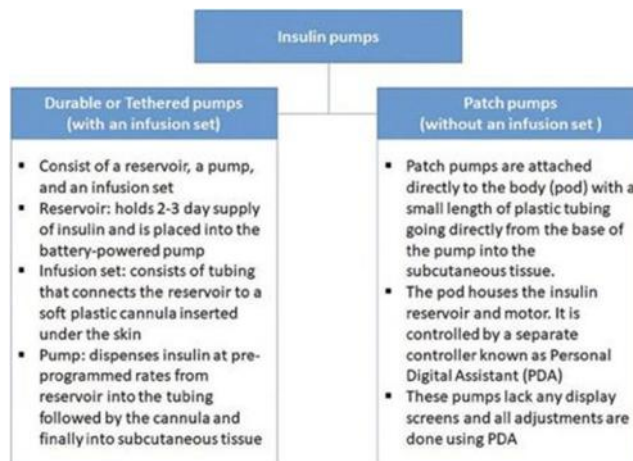 Insulin pumps
Durable or Tethered pumps
(with an infusion set)
▪ Consist of a reservoir, a pump,
and an infusion set
▪ Reservoir: holds 2-3 day supply
of insulin and is placed into the
battery-powered pump
▪ Infusion set: consists of tubing
that connects the reservoir to a
soft plastic cannula inserted
under the skin
▪ Pump: dispenses insulin at pre-
programmed rates from
reservoir into the tubing
followed by the cannula and
finally into subcutaneous tissue
Patch pumps
(without an infusion set )
▪ Patch pumps are attached
directly to the body (pod) with a
small length of plastic tubing
going directly from the base of
the pump into the
subcutaneous tissue.
▪ The pod houses the insulin
reservoir and motor. It is
controlled by a separate
controller known as Personal
Digital Assistant (PDA)
▪ These pumps lack any display
screens and all adjustments are
done using PDA